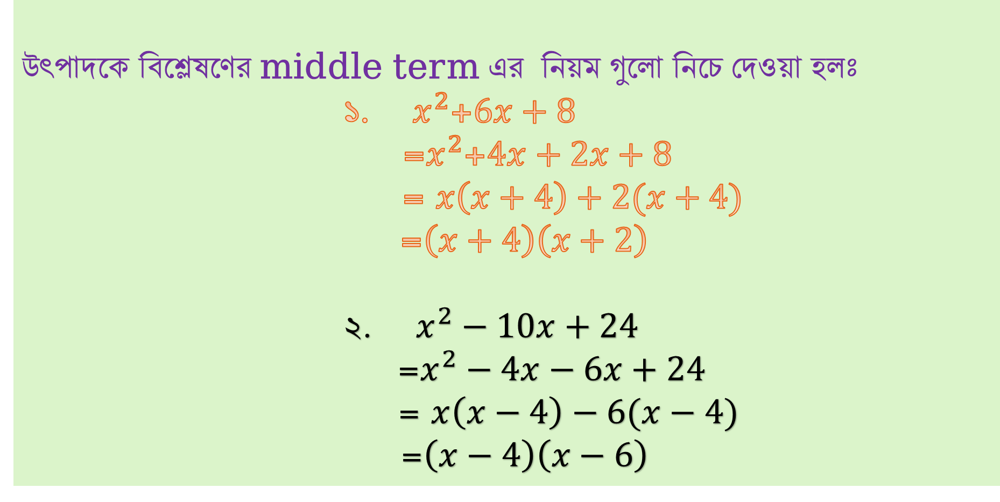 উৎপাদকে বিশ্লেষণের middle term এর নিয়ম গুলো নিচে দেওয়া হলঃ
১. x²+6x + 8
=x²+4x + 2x + 8
= x(x + 4) + 2(x + 4)
=(x + 4)(x + 2)
২. x² − 10x + 24
=x² − 4x − 6x + 24
= x(x − 4) − 6(x − 4)
=(x − 4)(x − 6)